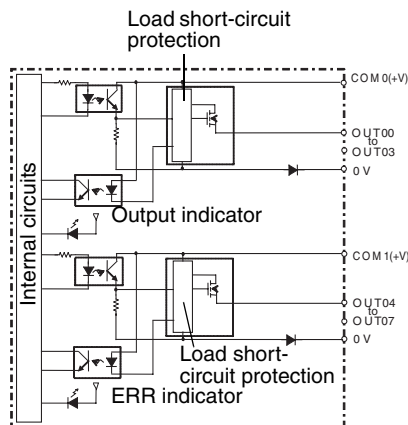 Load short-circuit
protection
COM 0(+V)
OUT00
to
OUT03
0 V
Internal circuits
Output indicator
COM 1(+V)
OUT04
to
OUT07
0 V
Load short-
circuit protection
ERR indicator